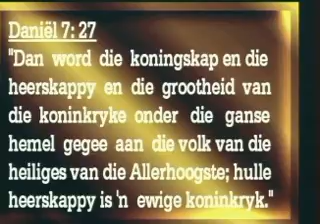 Daniël 7: 27
"Dan word die koningskap en die
heerskappy en die grootheid van
die koninkryke onder die ganse
hemel gegee aan die volk van die
heiliges van die Allerhoogste; hulle
heerskappy is 'n ewige koninkryk."